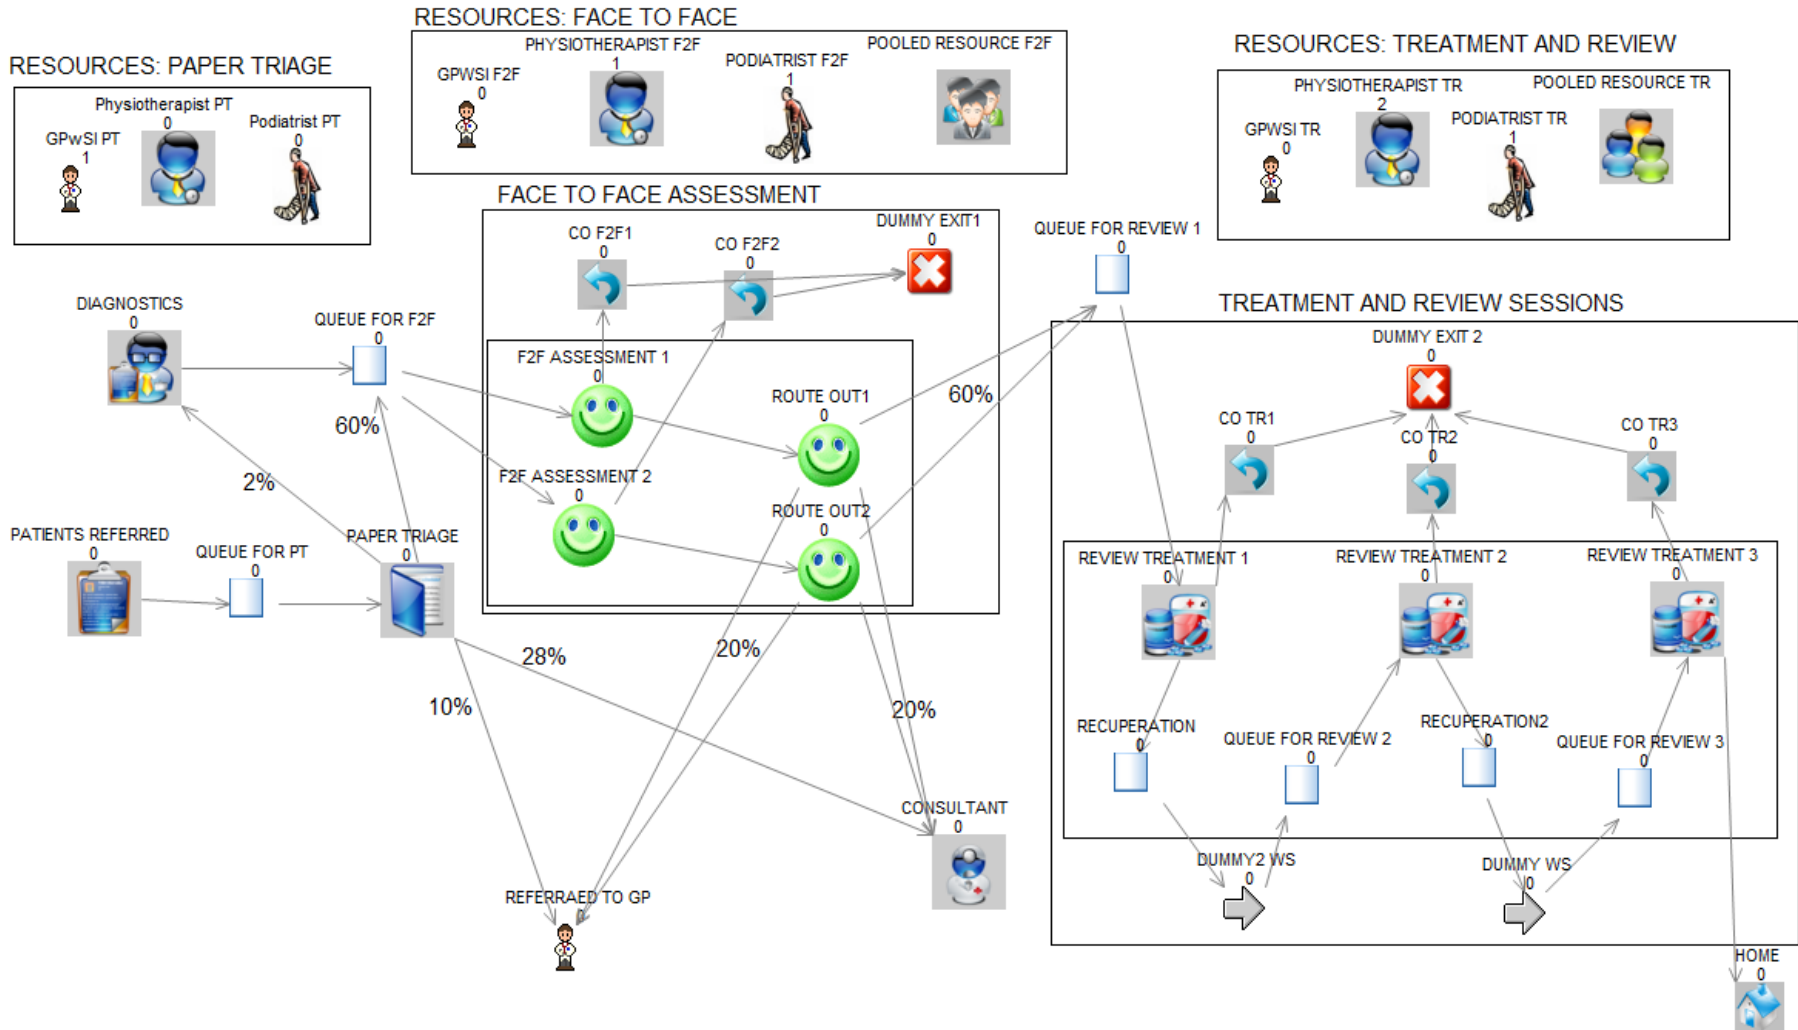 RESOURCES: PAPER TRIAGE
Physiotherapist PT
0
GPwSI PT
1
Podiatrist PT
0
RESOURCES: FACE TO FACE
GPWSI F2F
0
PHYSIOTHERAPIST F2F
1
PODIATRIST F2F
1
POOLED RESOURCE F2F
RESOURCES: TREATMENT AND REVIEW
GPWSI TR
0
PHYSIOTHERAPIST TR
2
PODIATRIST TR
1
POOLED RESOURCE TR
FACE TO FACE ASSESSMENT
CO F2F1
0
CO F2F2
0
DUMMY EXIT1
0
F2F ASSESSMENT 1
0
F2F ASSESSMENT 2
0
ROUTE OUT1
0
ROUTE OUT2
0
QUEUE FOR REVIEW 1
0
60%
DIAGNOSTICS
0
QUEUE FOR F2F
0
60%
2%
PATIENTS REFERRED
0
QUEUE FOR PT
0
PAPER TRIAGE
0
28%
10%
20%
20%
CONSULTANT
0
REFERRAED TO GP
0
TREATMENT AND REVIEW SESSIONS
DUMMY EXIT 2
0
CO TR1
0
CO TR2
0
CO TR3
0
REVIEW TREATMENT 1
0
REVIEW TREATMENT 2
0
REVIEW TREATMENT 3
0
RECUPERATION
0
QUEUE FOR REVIEW 2
0
RECUPERATION2
0
QUEUE FOR REVIEW 3
0
DUMMY2 WS
0
DUMMY WS
0
HOME
0